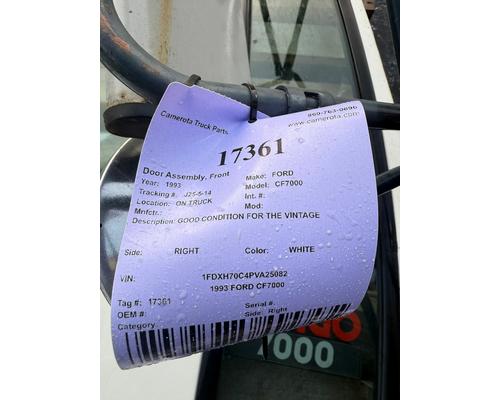 Camerota Truck Parts
860-763-0896
www.camerota.com
17361
Door Assembly, Front
Year: 1993
Make: FORD
Tracking #: J25-5-14
Model: CF7000
Location: ON TRUCK
Int. #:
Mnfctr.:
Mod:
Description: GOOD CONDITION FOR THE VINTAGE
Side: RIGHT
Color: WHITE
VIN: 1FDXH70C4PVA25082
1993 FORD CF7000
Tag #: 17361
Serial #:
OEM #:
Side: Right
Category
7000